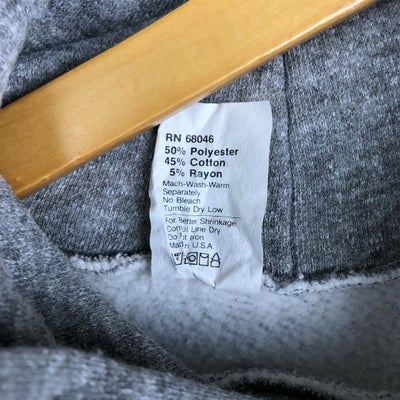 RN 68046
50% Polyester
45% Cotton
5% Rayon
Mach-Wash-Warm
Separately
No Bleach
Tumble Dry Low
For Better Shrinkage
Control Line Dry
Do Not Iron
Made in U.S.A